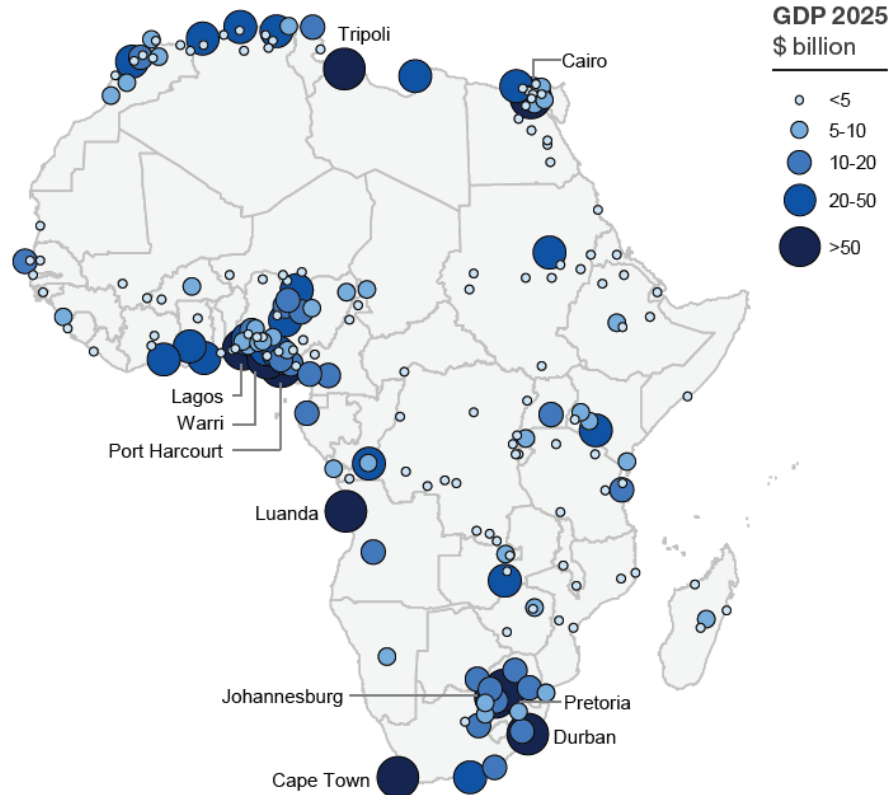 GDP 2025
$ billion
<5
5-10
10-20
20-50
>50
Tripoli
Cairo
Lagos
Warri
Port Harcourt
Luanda
Johannesburg
Pretoria
Durban
Cape Town